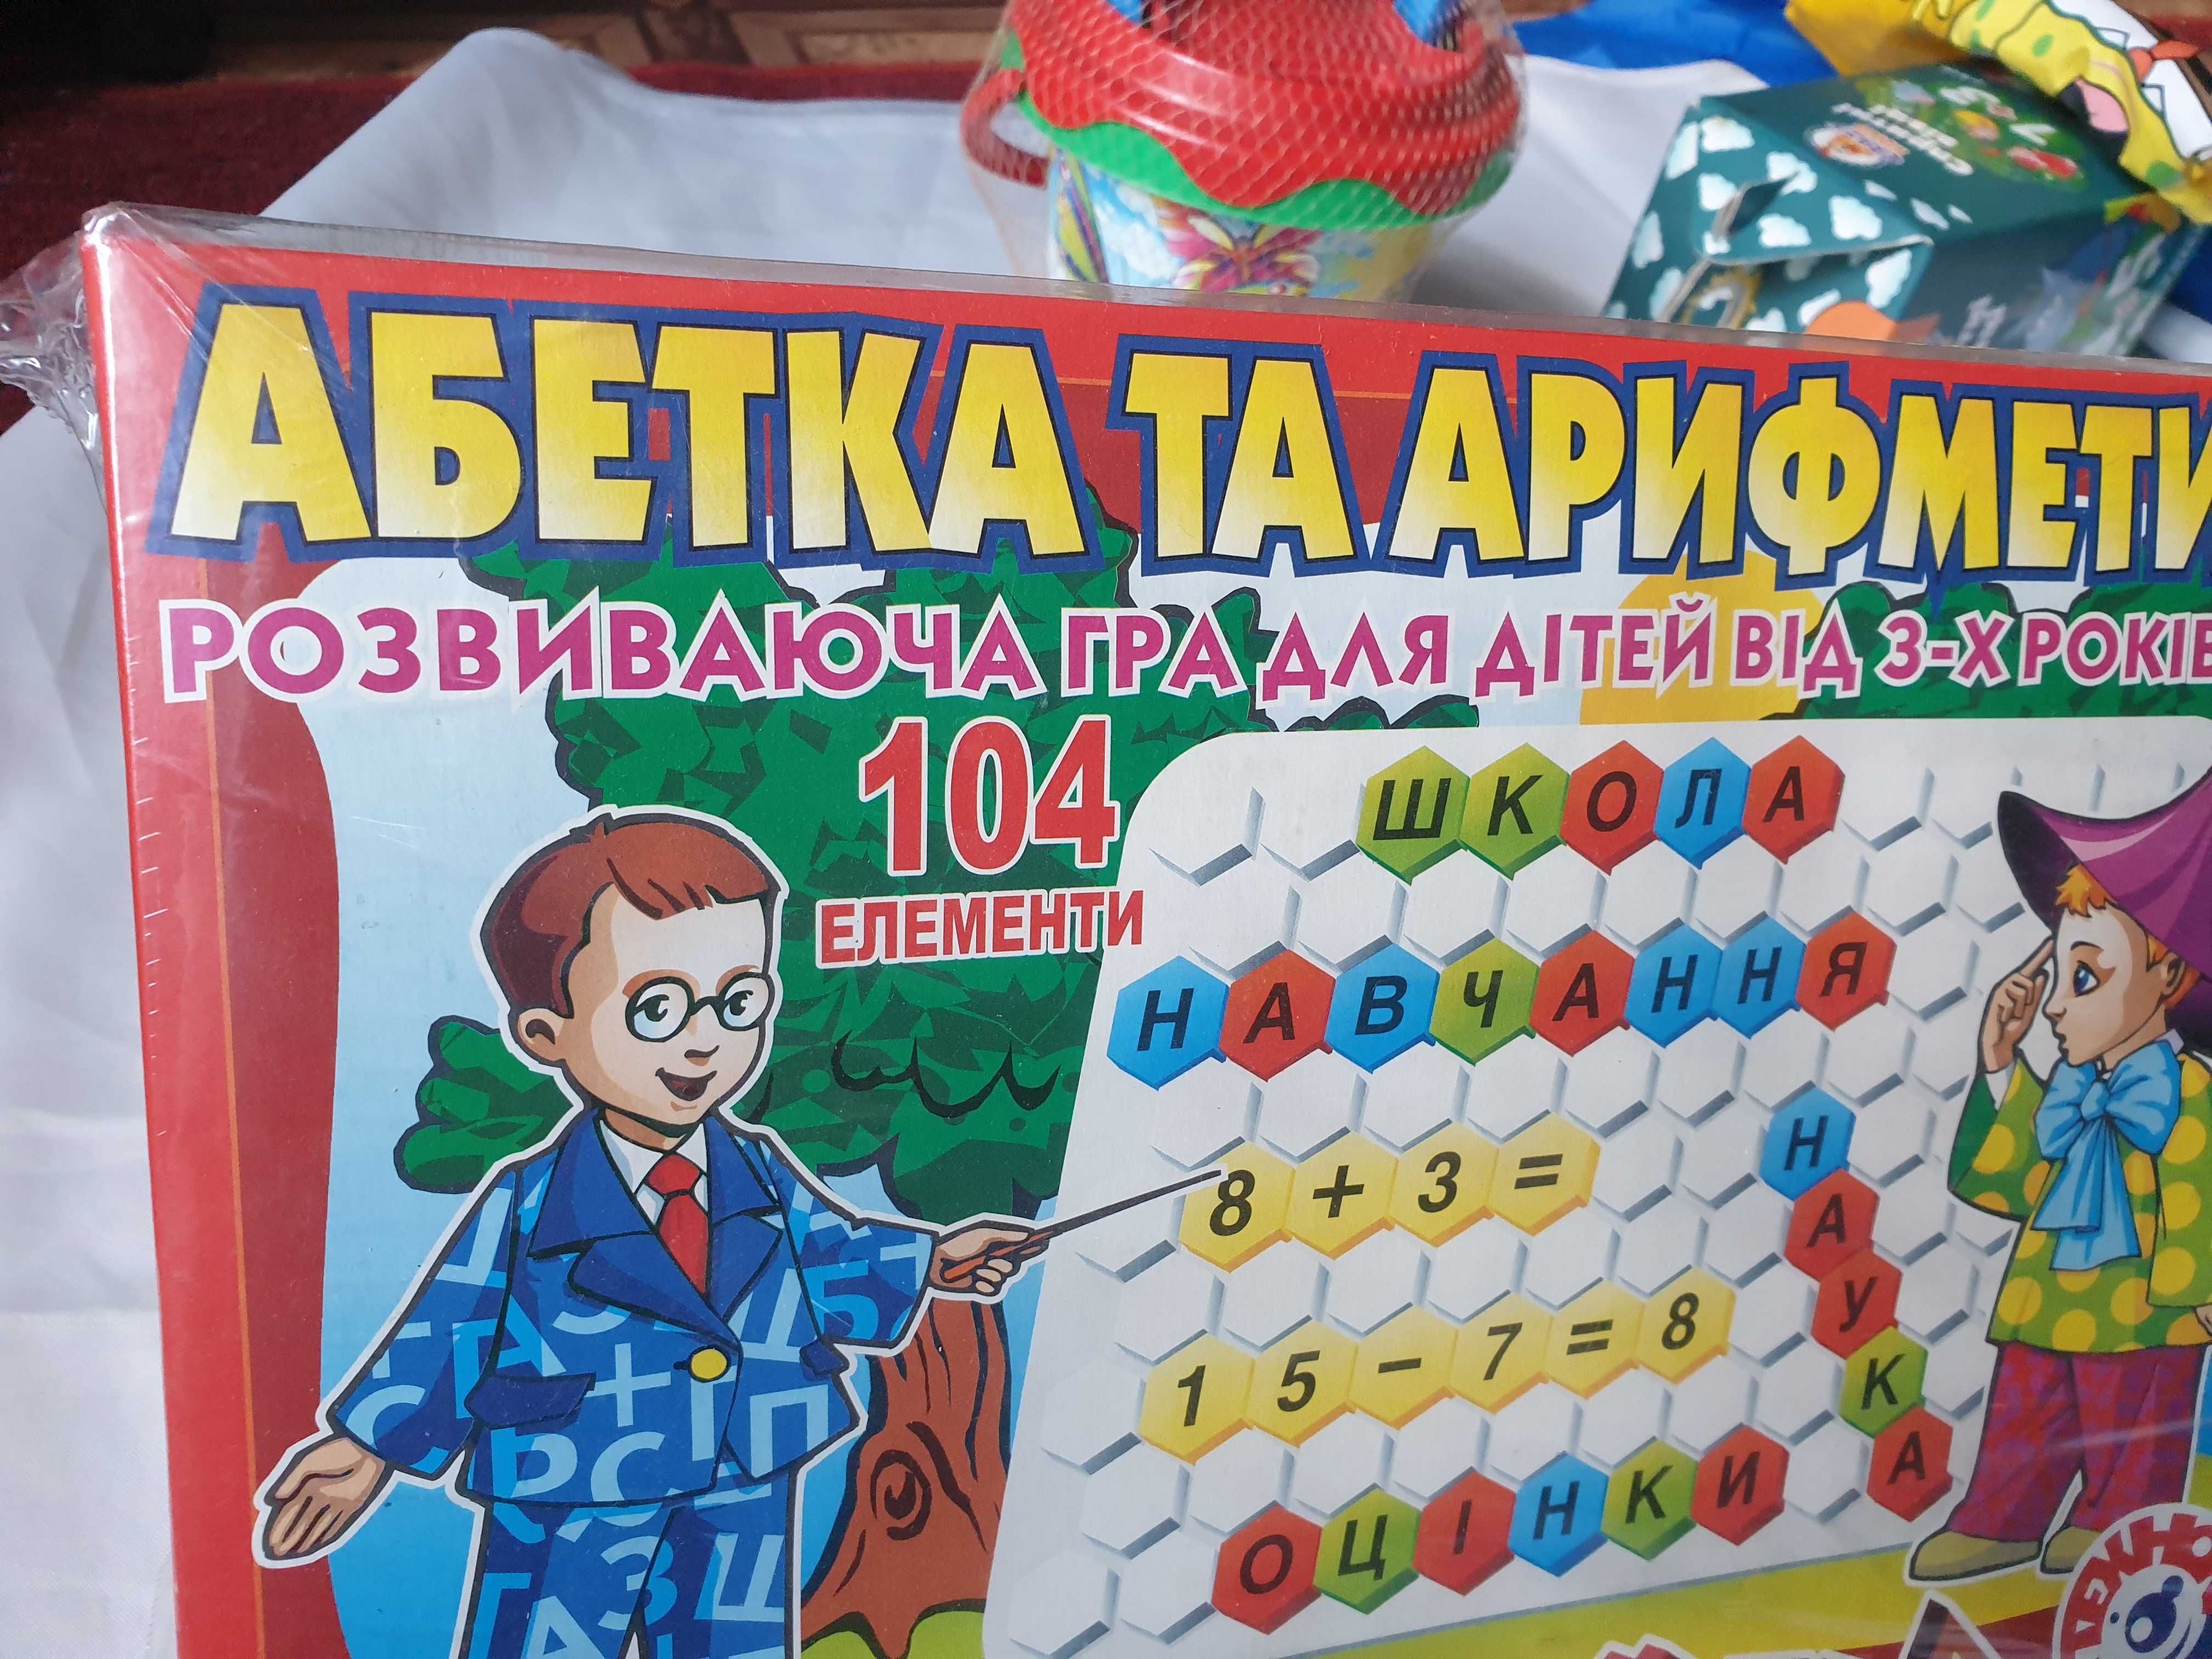 АБЕТКА ТА АРИФМЕТИ
РОЗВИВАЮЧА ГРА ДЛЯ ДІТЕЙ ВІД 3-Х РОКІВ
104
ЕЛЕМЕНТИ
ШКОЛА
НАВЧАННЯ
8+3=
НАУКА
15-7=8
ОЦІНКИ